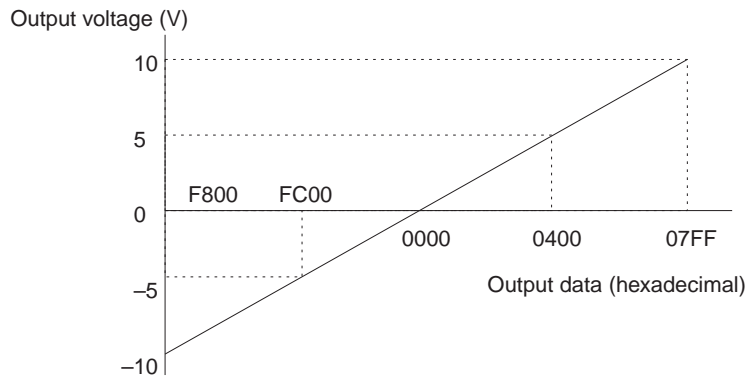 Output voltage (V)
10
5
F800 FC00
0
0000 0400 07FF
–5
Output data (hexadecimal)
–10